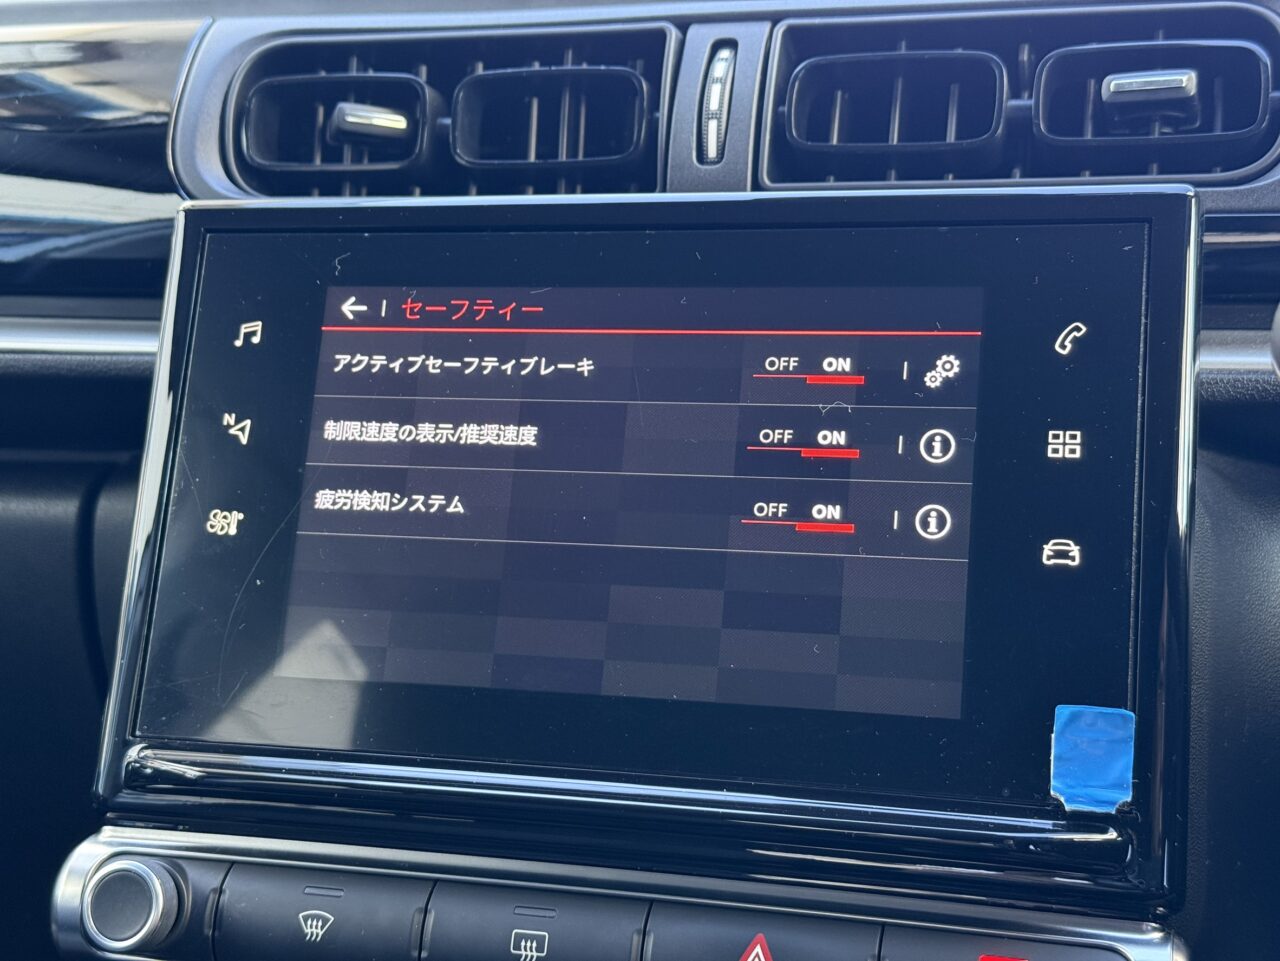 セーフティー
アクティブセーフティブレーキ OFF ON
制限速度の表示/推奨速度 OFF ON
疲労検知システム OFF ON
N